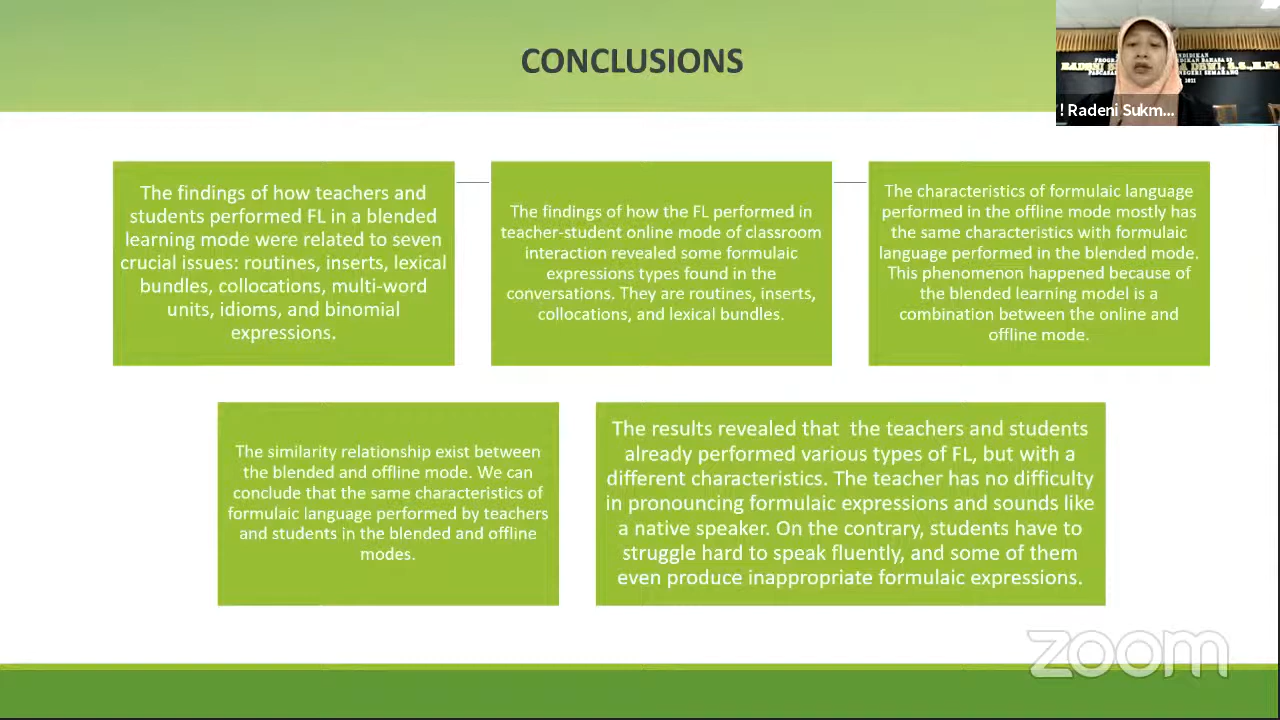 CONCLUSIONS
PENDIDIKAN
! Radeni Sukm...
The findings of how teachers and
students performed FL in a blended
learning mode were related to seven
crucial issues: routines, inserts, lexical
bundles, collocations, multi-word
units, idioms, and binomial
expressions.
The findings of how the FL performed in
teacher-student online mode of classroom
interaction revealed some formulaic
expressions types found in the
conversations. They are routines, inserts,
collocations, and lexical bundles.
The characteristics of formulaic language
performed in the offline mode mostly has
the same characteristics with formulaic
language performed in the blended mode.
This phenomenon happened because of
the blended learning model is a
combination between the online and
offline mode.
The similarity relationship exist between
the blended and offline mode. We can
conclude that the same characteristics of
formulaic language performed by teachers
and students in the blended and offline
modes.
The results revealed that the teachers and students
already performed various types of FL, but with a
different characteristics. The teacher has no difficulty
in pronouncing formulaic expressions and sounds like
a native speaker. On the contrary, students have to
struggle hard to speak fluently, and some of them
even produce inappropriate formulaic expressions.
zoom